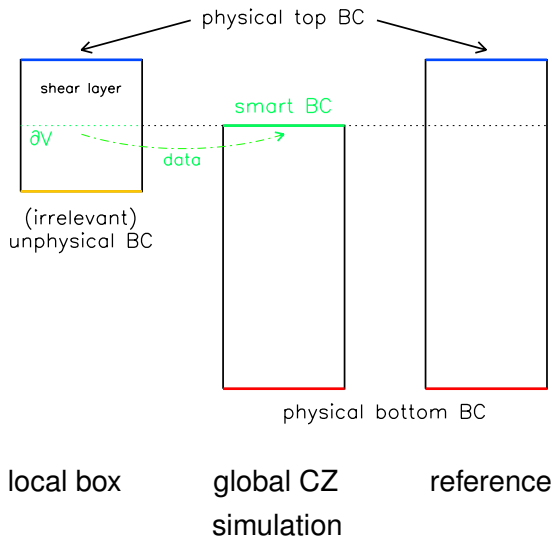 physical top BC
shear layer
smart BC
∂V
data
(irrelevant)
unphysical BC
physical bottom BC
local box
global CZ
simulation
reference